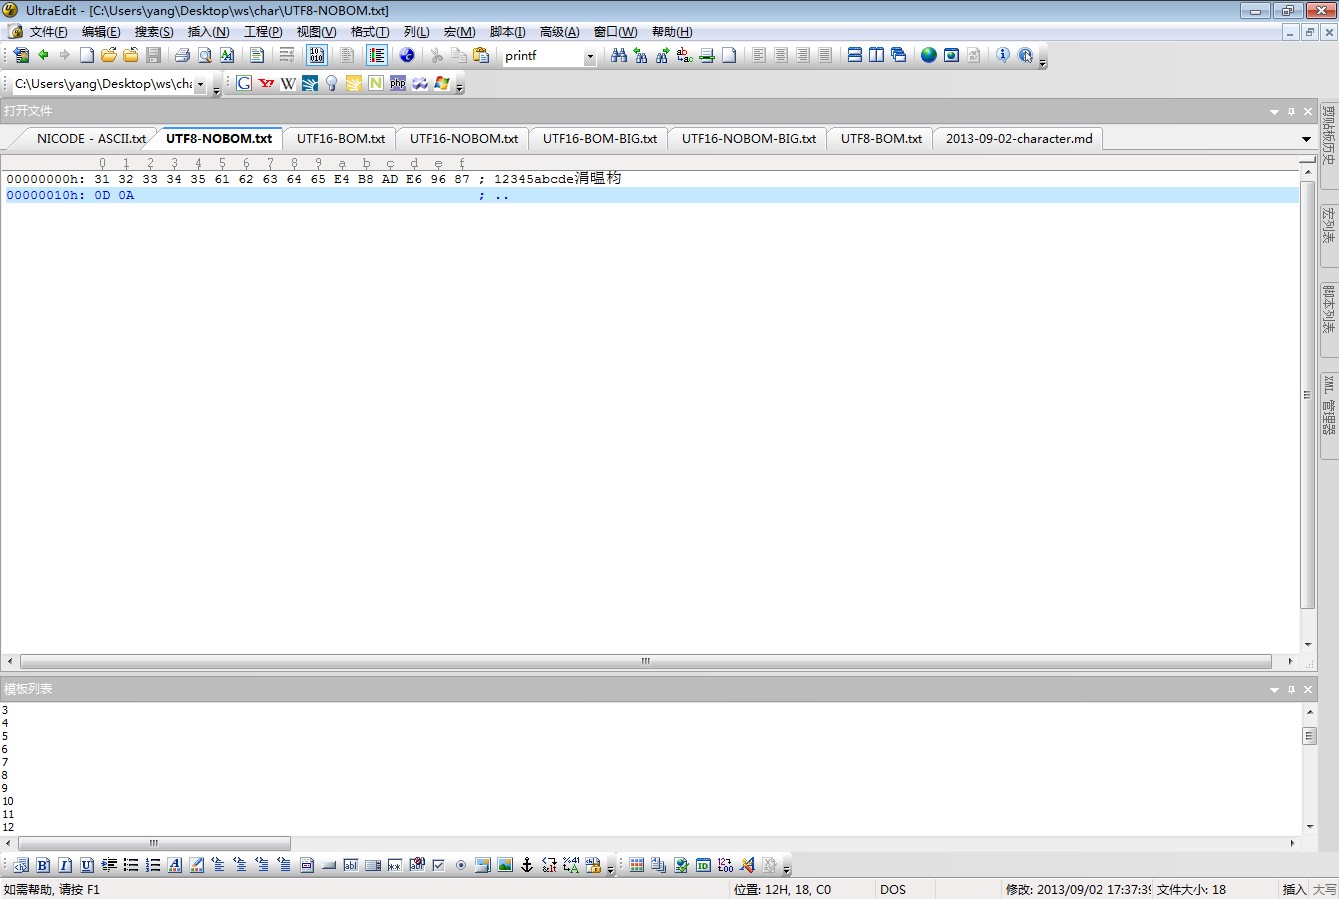 UltraEdit - [C:\Users\yang\Desktop\ws\char\UTF8-NOBOM.txt]
文件(F) 编辑(E) 搜索(S) 插入(N) 工程(P) 视图(V) 格式(T) 列(L) 宏(M) 脚本(I) 高级(A) 窗口(W) 帮助(H)
printf
C:\Users\yang\Desktop\ws\cha
打开文件
NICODE - ASCII.txt UTF8-NOBOM.txt UTF16-BOM.txt UTF16-NOBOM.txt UTF16-BOM-BIG.txt UTF16-NOBOM-BIG.txt UTF8-BOM.txt 2013-09-02-character.md
0 1 2 3 4 5 6 7 8 9 a b c d e f
00000000h: 31 32 33 34 35 61 62 63 64 65 E4 B8 AD E6 96 87 ; 12345abcde涓枃
00000010h: 0D 0A ; ..
剪贴板历史
宏列表
脚本列表
XML 管理器
模板列表
3
4
5
6
7
8
9
10
11
12
如需帮助, 请按 F1 位置: 12H, 18, C0 DOS 修改: 2013/09/02 17:37:39 文件大小: 18 插入 大写